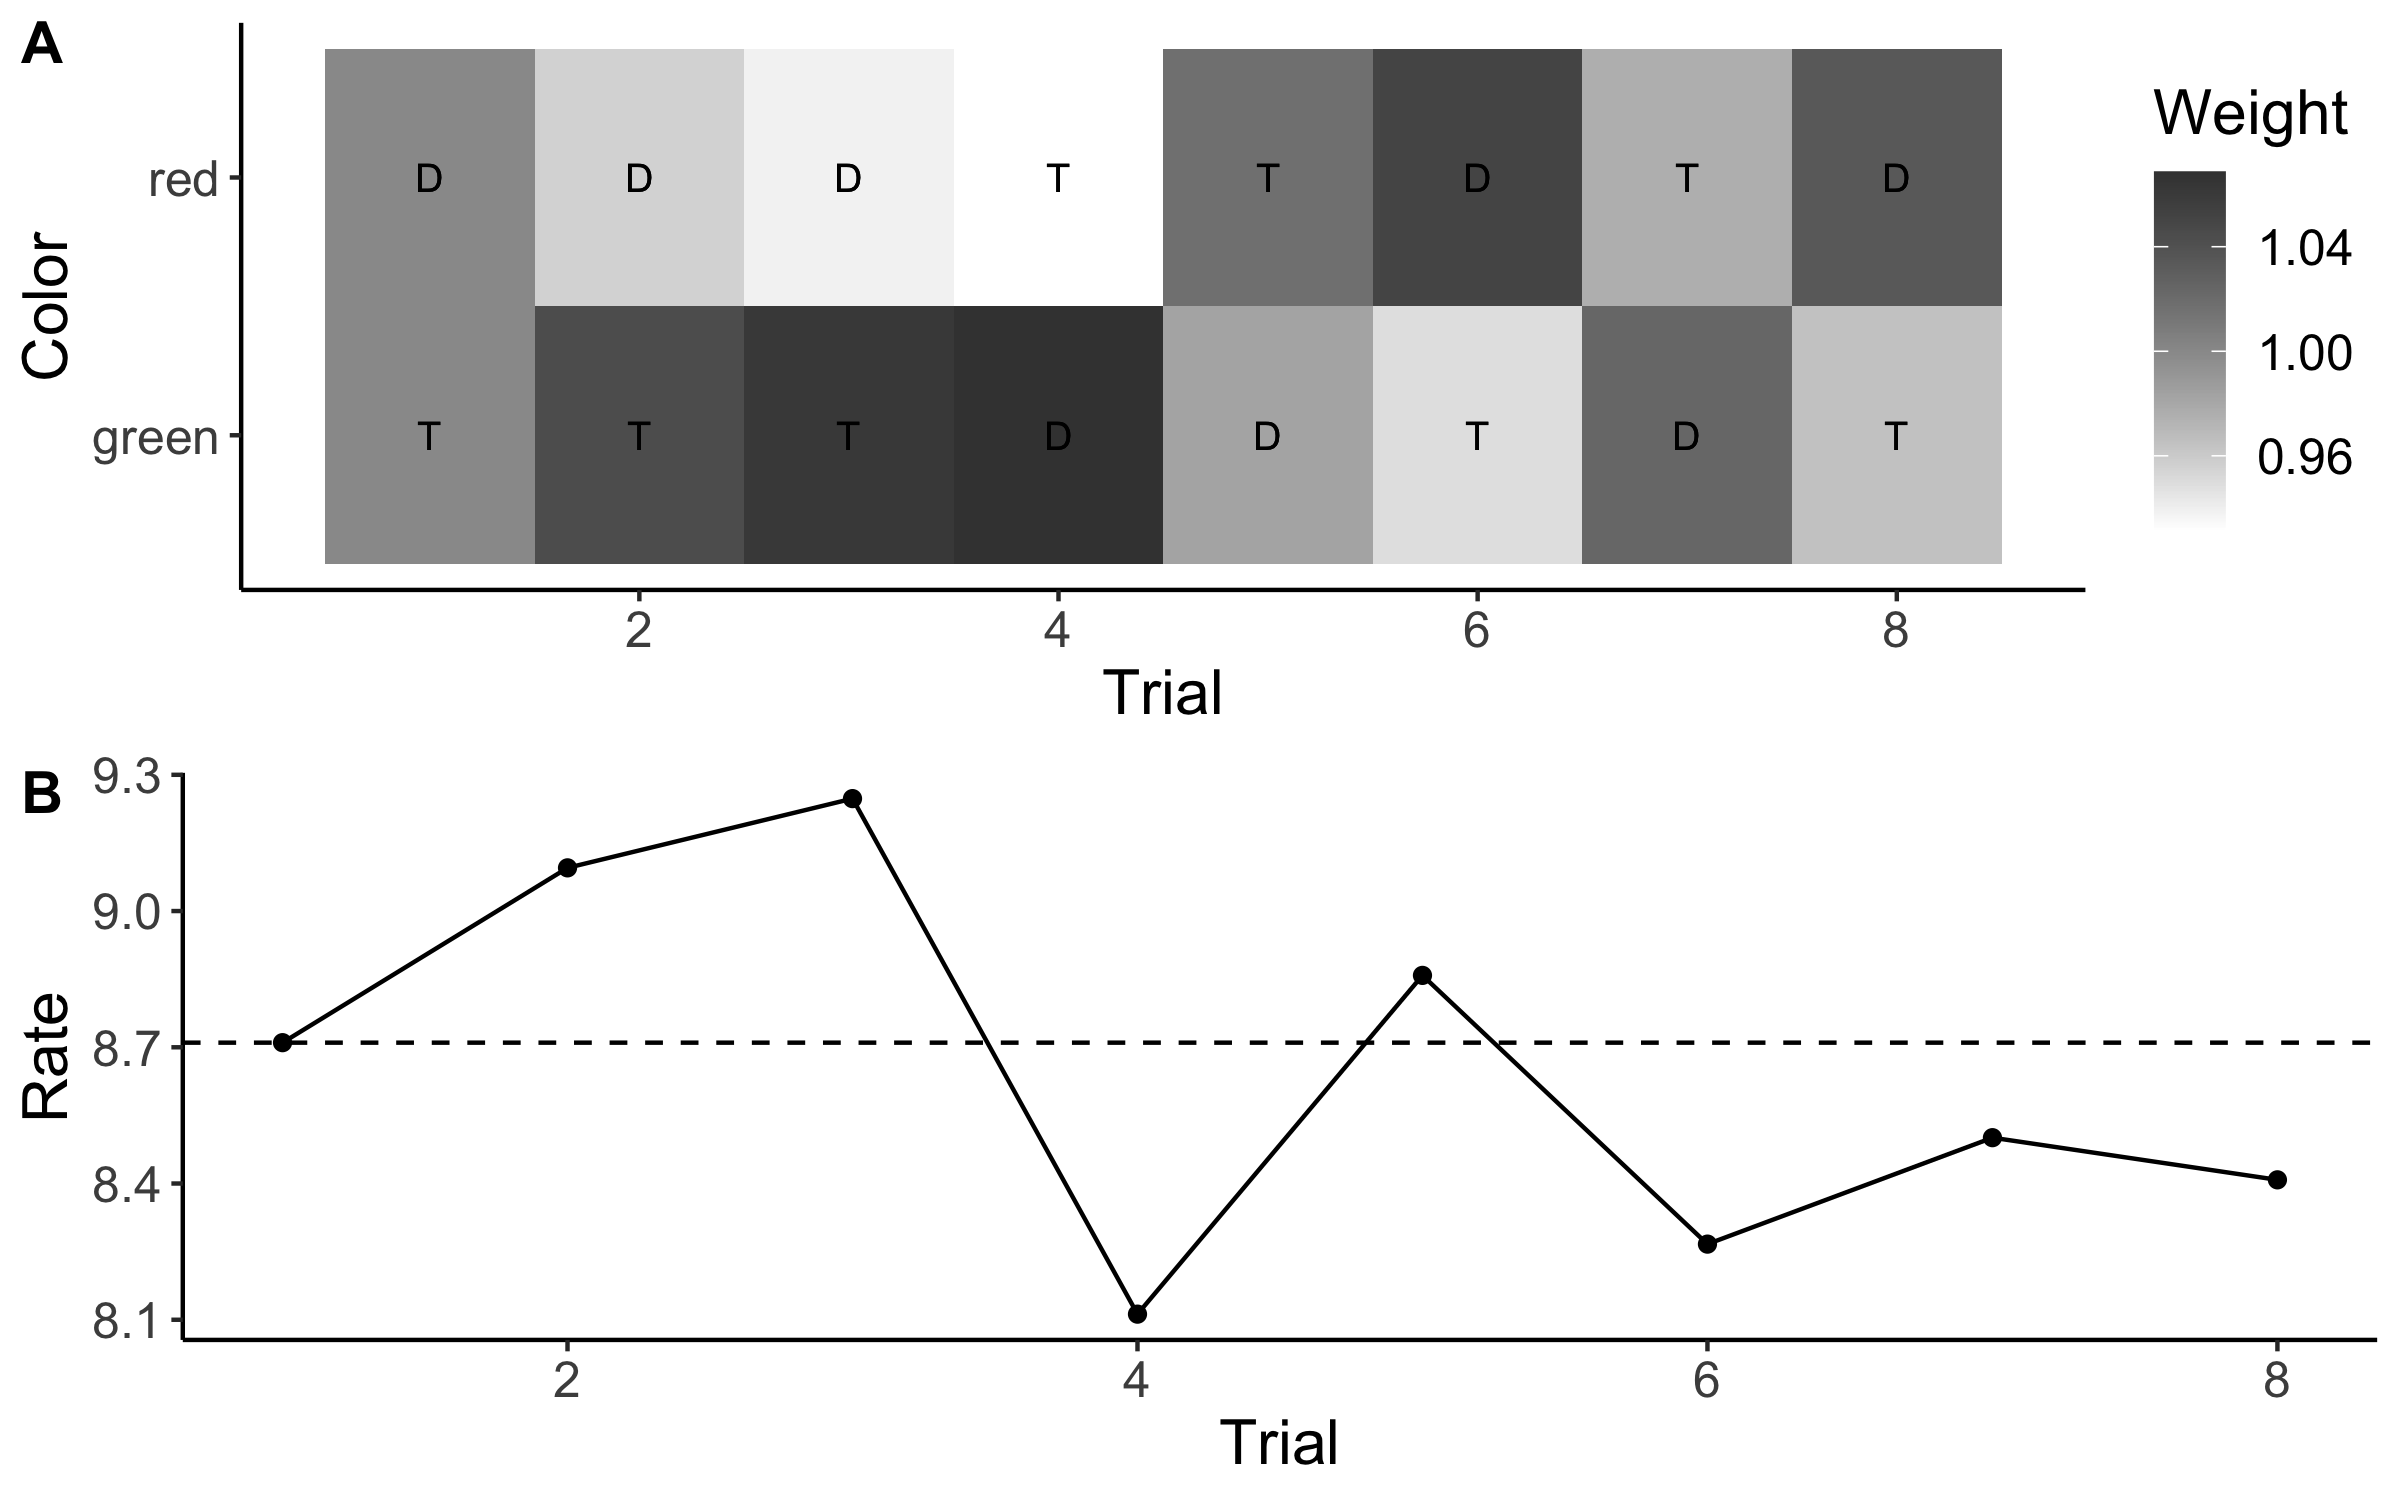 A
Color
red
green
D D D T T D T D
T T T D D T D T
2 4 6 8
Trial
Weight
1.04
1.00
0.96
B
Rate
9.3
9.0
8.7
8.4
8.1
2 4 6 8
Trial